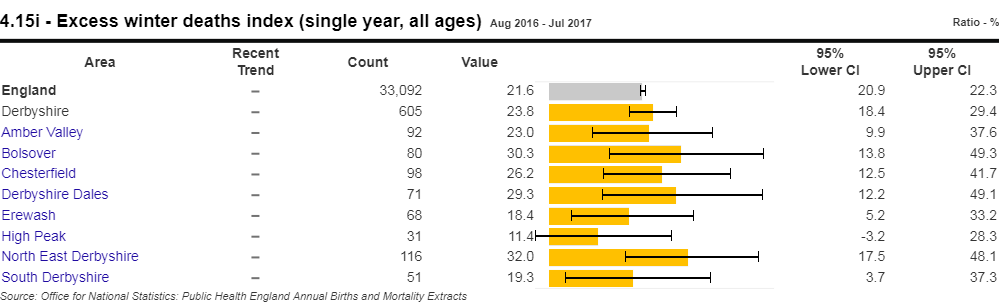 4.15i - Excess winter deaths index (single year, all ages) Aug 2016 - Jul 2017 Ratio - %
Area Recent Trend Count Value 95% Lower CI 95% Upper CI
England – 33,092 21.6 20.9 22.3
Derbyshire – 605 23.8 18.4 29.4
Amber Valley – 92 23.0 9.9 37.6
Bolsover – 80 30.3 13.8 49.3
Chesterfield – 98 26.2 12.5 41.7
Derbyshire Dales – 71 29.3 12.2 49.1
Erewash – 68 18.4 5.2 33.2
High Peak – 31 11.4 -3.2 28.3
North East Derbyshire – 116 32.0 17.5 48.1
South Derbyshire – 51 19.3 3.7 37.3
Source: Office for National Statistics: Public Health England Annual Births and Mortality Extracts